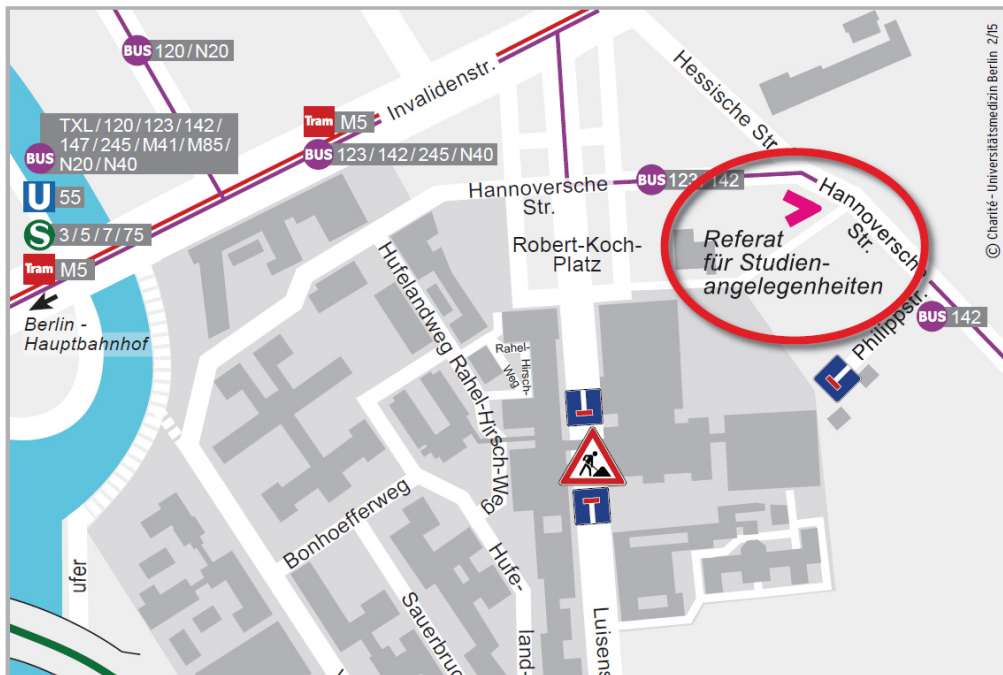 BUS 120 / N20
TXL / 120 / 123 / 142 /
147 / 245 / M41 / M85 /
BUS N20 / N40
U 55
S 3 / 5 / 7 / 75
Tram M5
Berlin -
Hauptbahnhof
Invalidenstr.
Tram M5
BUS 123 / 142 / 245 / N40
Hannoversche
Str.
Robert-Koch-
Platz
Hessische Str.
BUS 123 / 142
Hannoversche
Str.
Referat
für Studien-
angelegenheiten
Philippstr.
BUS 142
Hufelandweg
Rahel-Hirsch-Weg
Rahel-
Hirsch-
Weg
Bonhoefferweg
Hufe-
land-
Sauerbruc
Luisens
ufer
© Charité - Universitätsmedizin Berlin 2/15